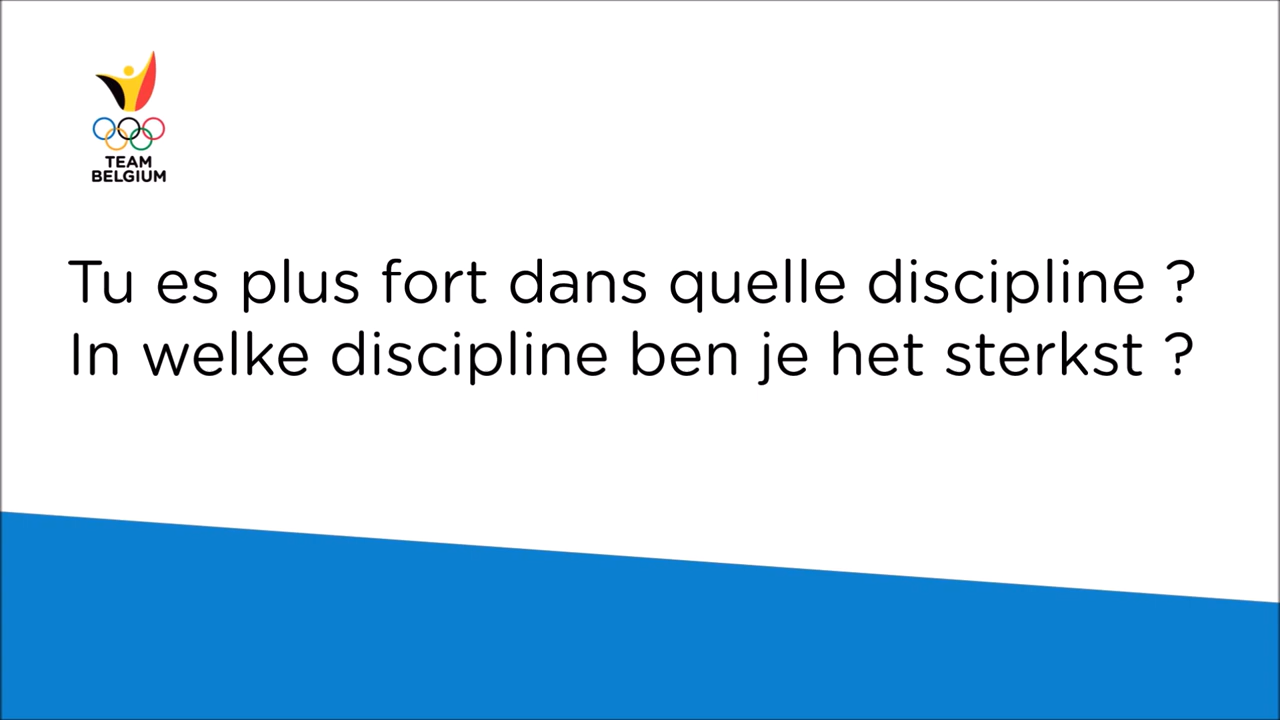 TEAM
BELGIUM
Tu es plus fort dans quelle discipline ?
In welke discipline ben je het sterkst ?